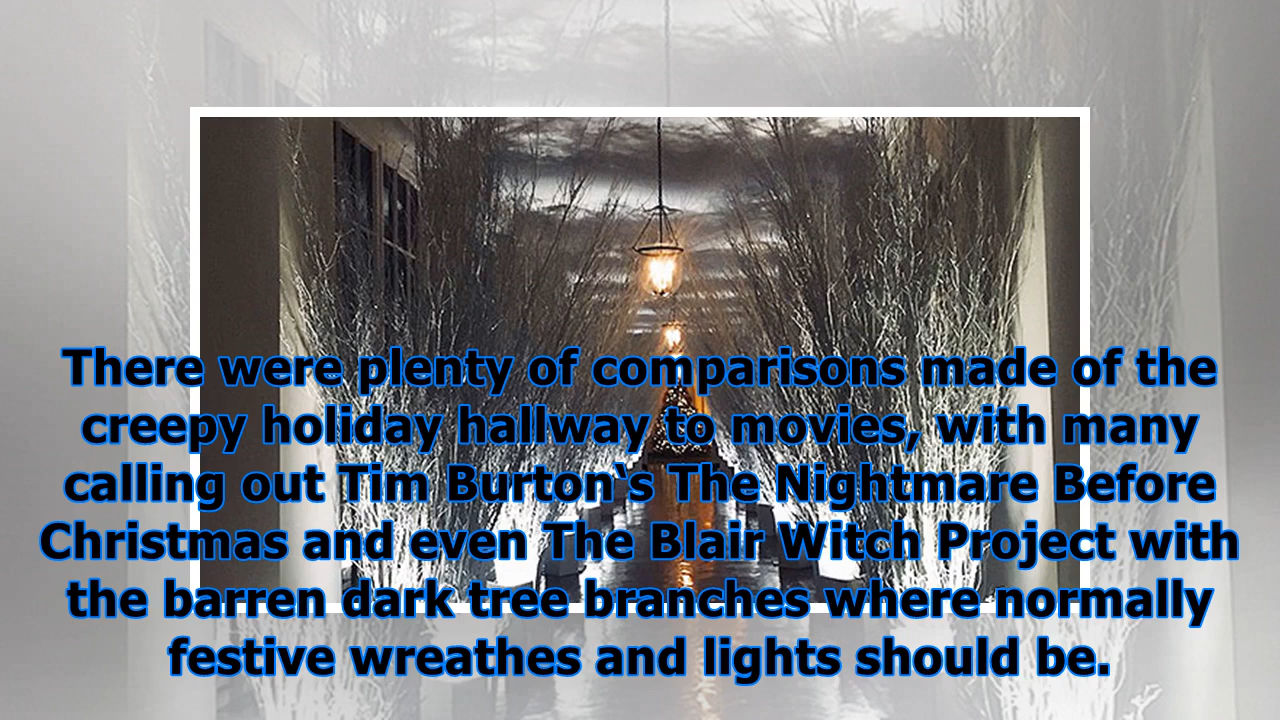 There were plenty of comparisons made of the
creepy holiday hallway to movies, with many
calling out Tim Burton‘s The Nightmare Before
Christmas and even The Blair Witch Project with
the barren dark tree branches where normally
festive wreathes and lights should be.